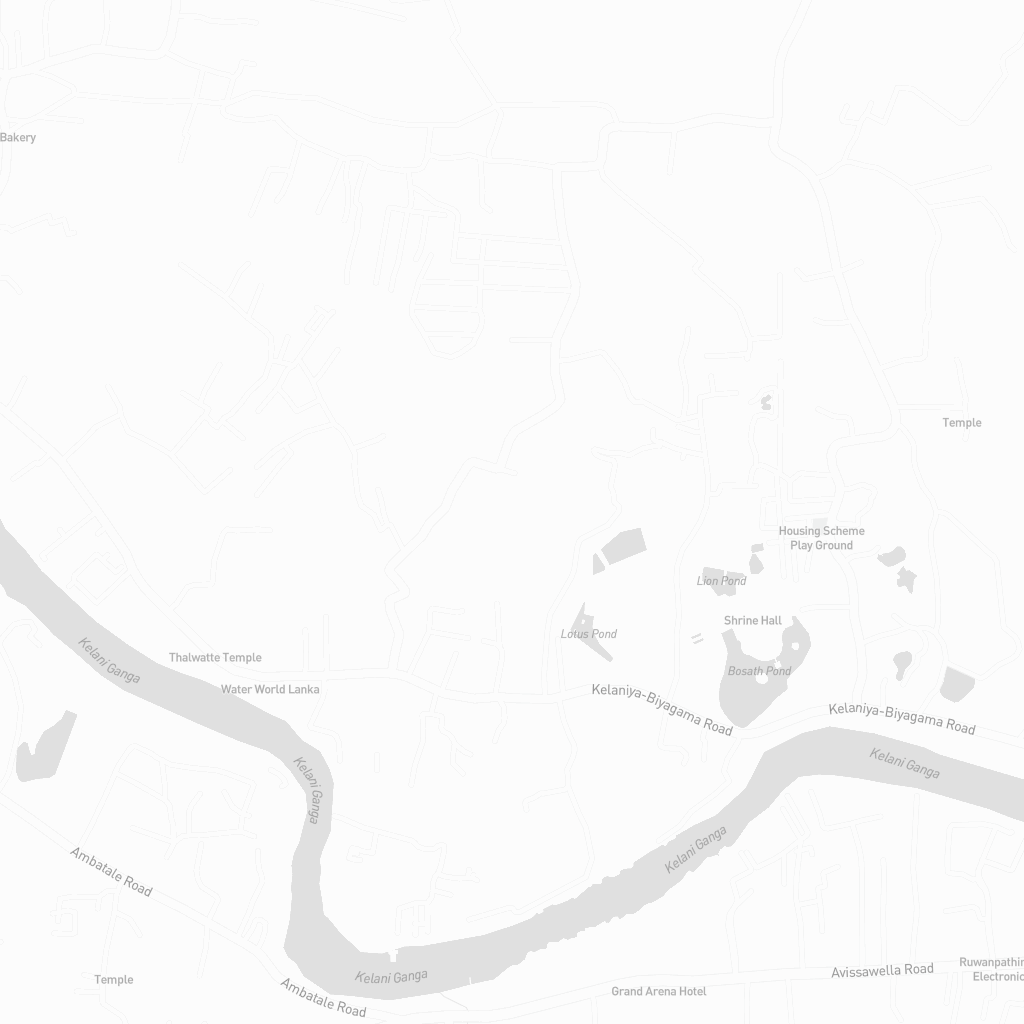 Bakery
Temple
Housing Scheme
Play Ground
Lion Pond
Shrine Hall
Lotus Pond
Kelani Ganga
Thalwatte Temple
Bosath Pond
Water World Lanka
Kelaniya-Biyagama Road
Kelaniya-Biyagama Road
Kelani Ganga
Kelani Ganga
Kelani Ganga
Ambatale Road
Kelani Ganga
Temple
Avissawella Road
Ruwanpathir
Electronic
Grand Arena Hotel
Ambatale Road